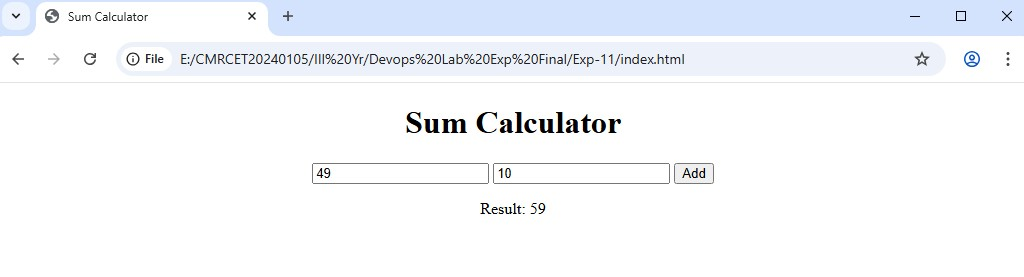 Sum Calculator
File E:/CMRCET20240105/III%20Yr/Devops%20Lab%20Exp%20Final/Exp-11/index.html
Sum Calculator
49 10 Add
Result: 59